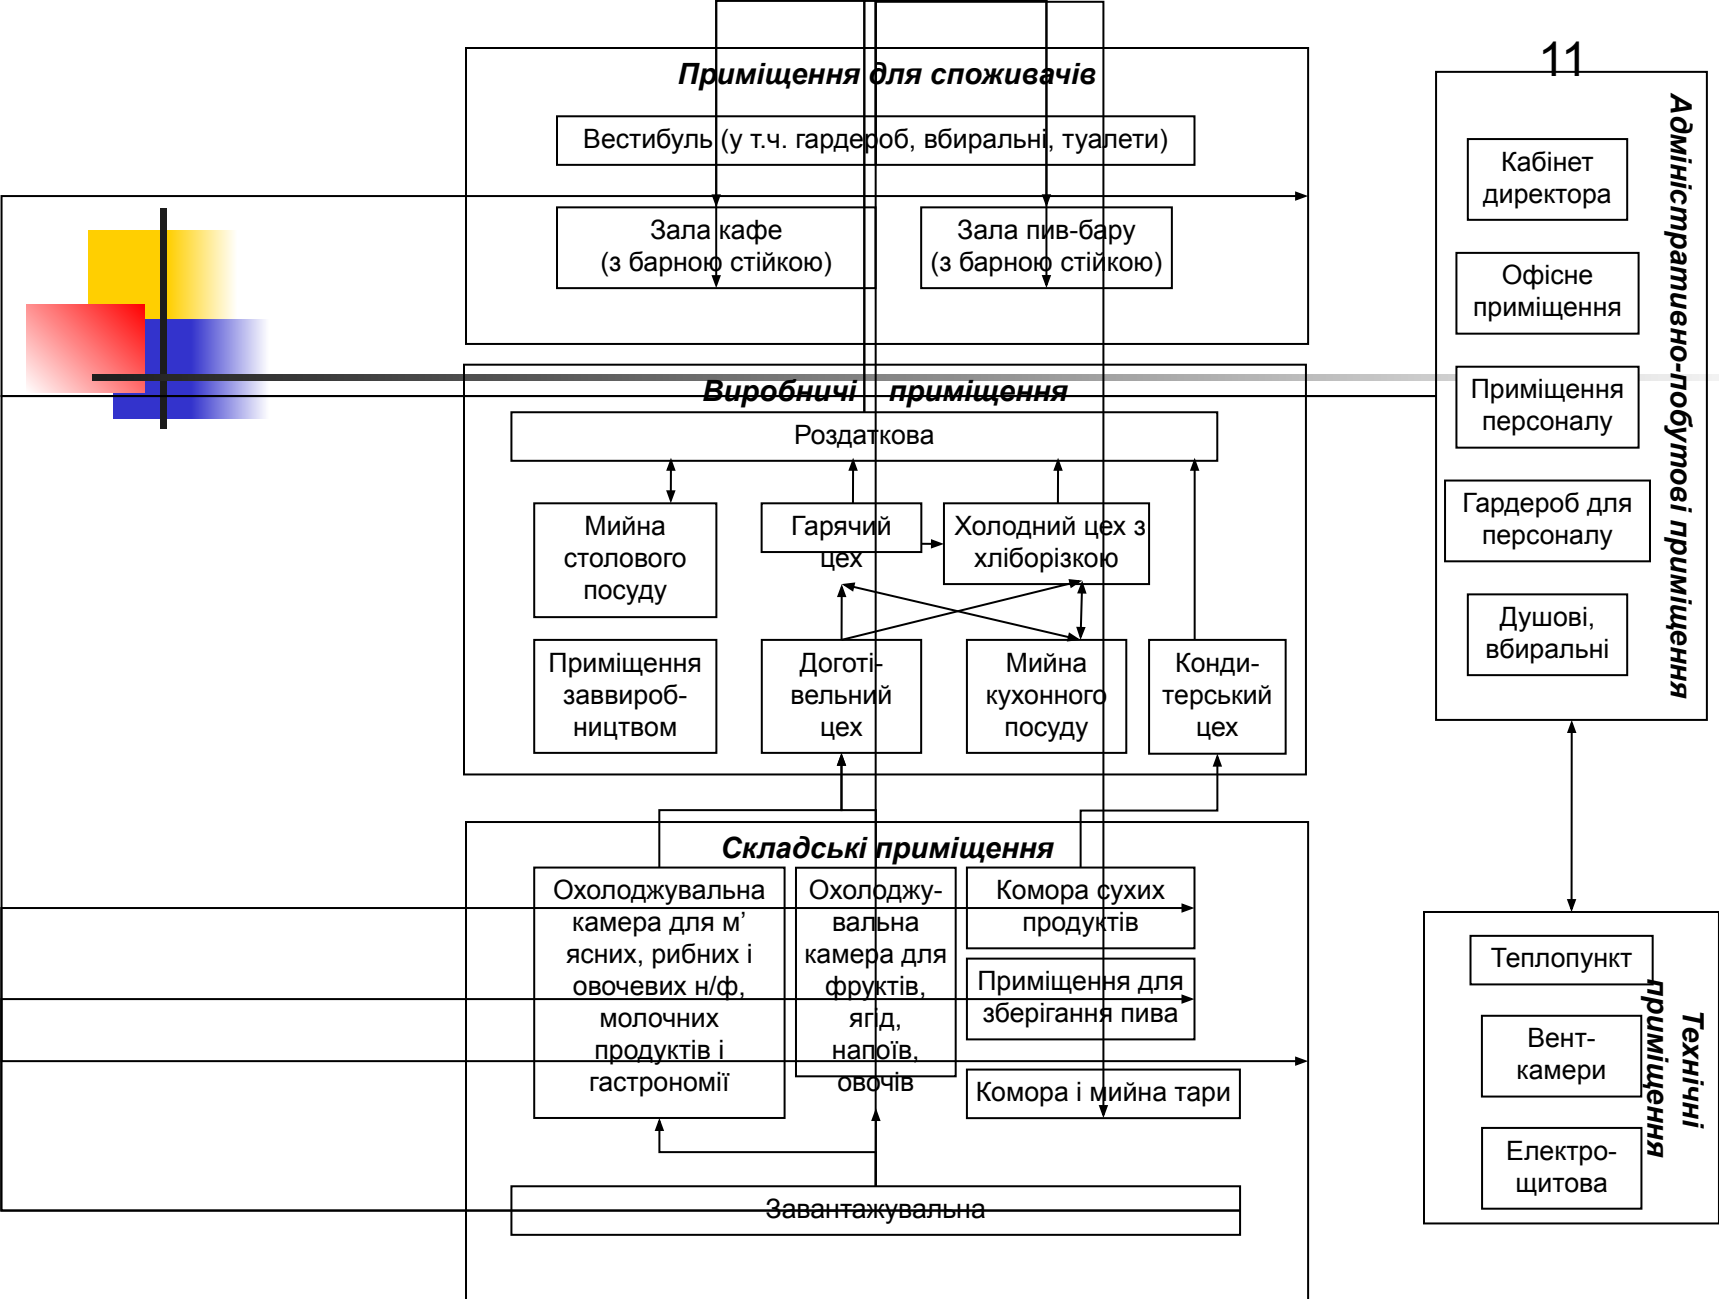 11
Приміщення для споживачів
Вестибуль (у т.ч. гардероб, вбиральні, туалети)
Зала кафе
(з барною стійкою)
Зала пив-бару
(з барною стійкою)
Виробничі приміщення
Роздаткова
Мийна
столового
посуду
Гарячий
цех
Холодний цех з
хліборізкою
Приміщення
заввироб-
ництвом
Доготі-
вельний
цех
Мийна
кухонного
посуду
Конди-
терський
цех
Складські приміщення
Охолоджувальна
камера для м’
ясних, рибних і
овочевих н/ф,
молочних
продуктів і
гастрономії
Охолоджу-
вальна
камера для
фруктів,
ягід,
напоїв,
овочів
Комора сухих
продуктів
Приміщення для
зберігання пива
Комора і мийна тари
Завантажувальна
Адміністративно-побутові приміщення
Кабінет
директора
Офісне
приміщення
Приміщення
персоналу
Гардероб для
персоналу
Душові,
вбиральні
Технічні
приміщення
Теплопункт
Вент-
камери
Електро-
щитова